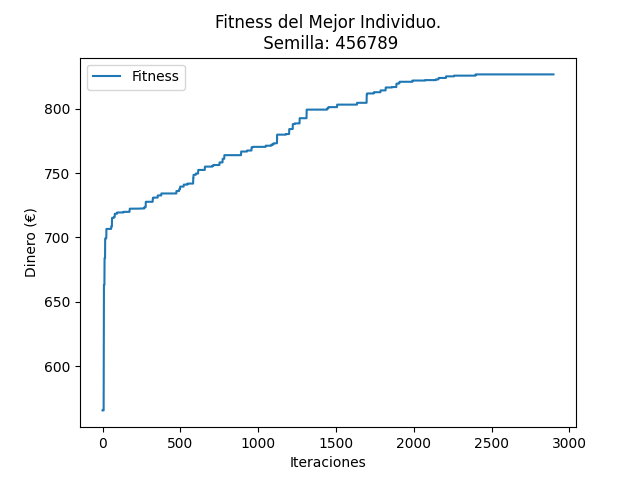 Fitness del Mejor Individuo.
Semilla: 456789
Fitness
800
750
700
650
600
Dinero (€)
0 500 1000 1500 2000 2500 3000
Iteraciones